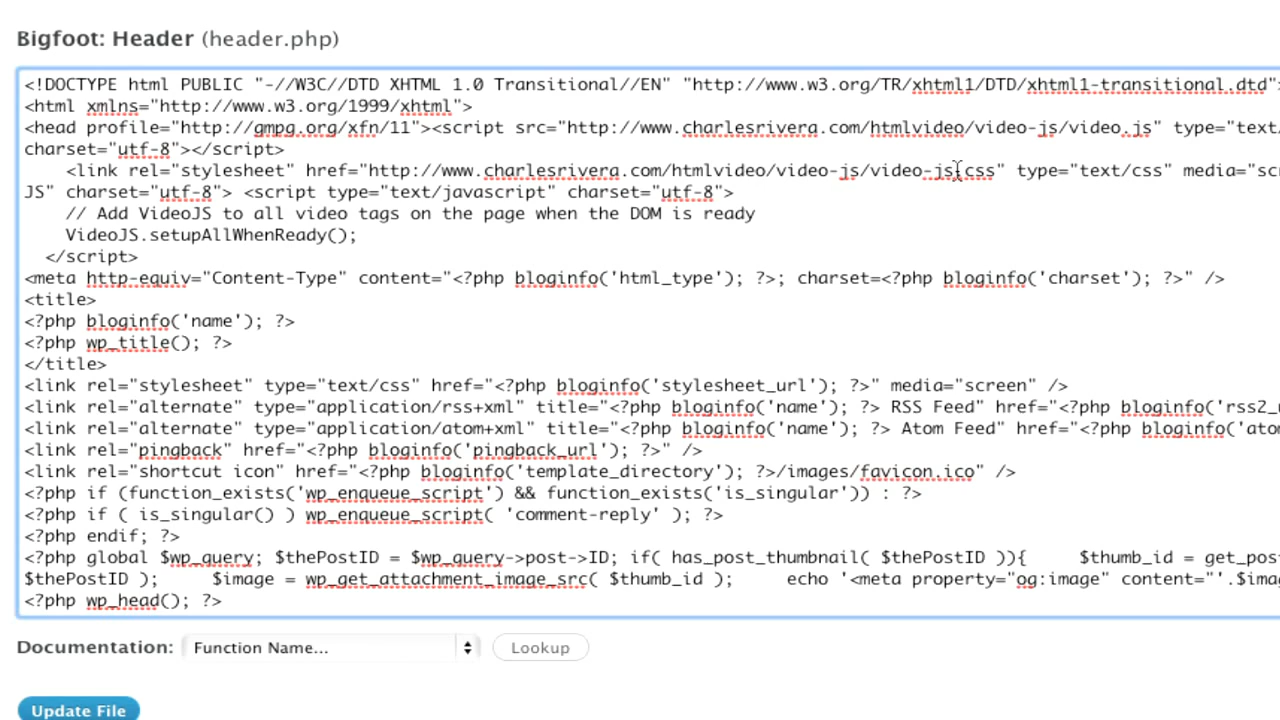 Bigfoot: Header (header.php)
<!DOCTYPE html PUBLIC "-//W3C//DTD XHTML 1.0 Transitional//EN" "http://www.w3.org/TR/xhtml1/DTD/xhtml1-transitional.dtd">
<html xmlns="http://www.w3.org/1999/xhtml">
<head profile="http://gmpg.org/xfn/11"><script src="http://www.charlesrivera.com/htmlvideo/video-js/video.js" type="text
charset="utf-8"></script>
<link rel="stylesheet" href="http://www.charlesrivera.com/htmlvideo/video-js/video-js.css" type="text/css" media="scr
JS" charset="utf-8"> <script type="text/javascript" charset="utf-8">
// Add VideoJS to all video tags on the page when the DOM is ready
VideoJS.setupAllWhenReady();
</script>
<meta http-equiv="Content-Type" content="<?php bloginfo('html_type'); ?>; charset=<?php bloginfo('charset'); ?>" />
<title>
<?php bloginfo('name'); ?>
<?php wp_title(); ?>
</title>
<link rel="stylesheet" type="text/css" href="<?php bloginfo('stylesheet_url'); ?>" media="screen" />
<link rel="alternate" type="application/rss+xml" title="<?php bloginfo('name'); ?> RSS Feed" href="<?php bloginfo('rss2_
<link rel="alternate" type="application/atom+xml" title="<?php bloginfo('name'); ?> Atom Feed" href="<?php bloginfo('ato
<link rel="pingback" href="<?php bloginfo('pingback_url'); ?>" />
<link rel="shortcut icon" href="<?php bloginfo('template_directory'); ?>/images/favicon.ico" />
<?php if (function_exists('wp_enqueue_script') && function_exists('is_singular')) : ?>
<?php if ( is_singular() ) wp_enqueue_script( 'comment-reply' ); ?>
<?php endif; ?>
<?php global $wp_query; $thePostID = $wp_query->post->ID; if( has_post_thumbnail( $thePostID )){ $thumb_id = get_pos
$thePostID ); $image = wp_get_attachment_image_src( $thumb_id ); echo '<meta property="og:image" content="'.$ima
<?php wp_head(); ?>
Documentation: Function Name... Lookup
Update File